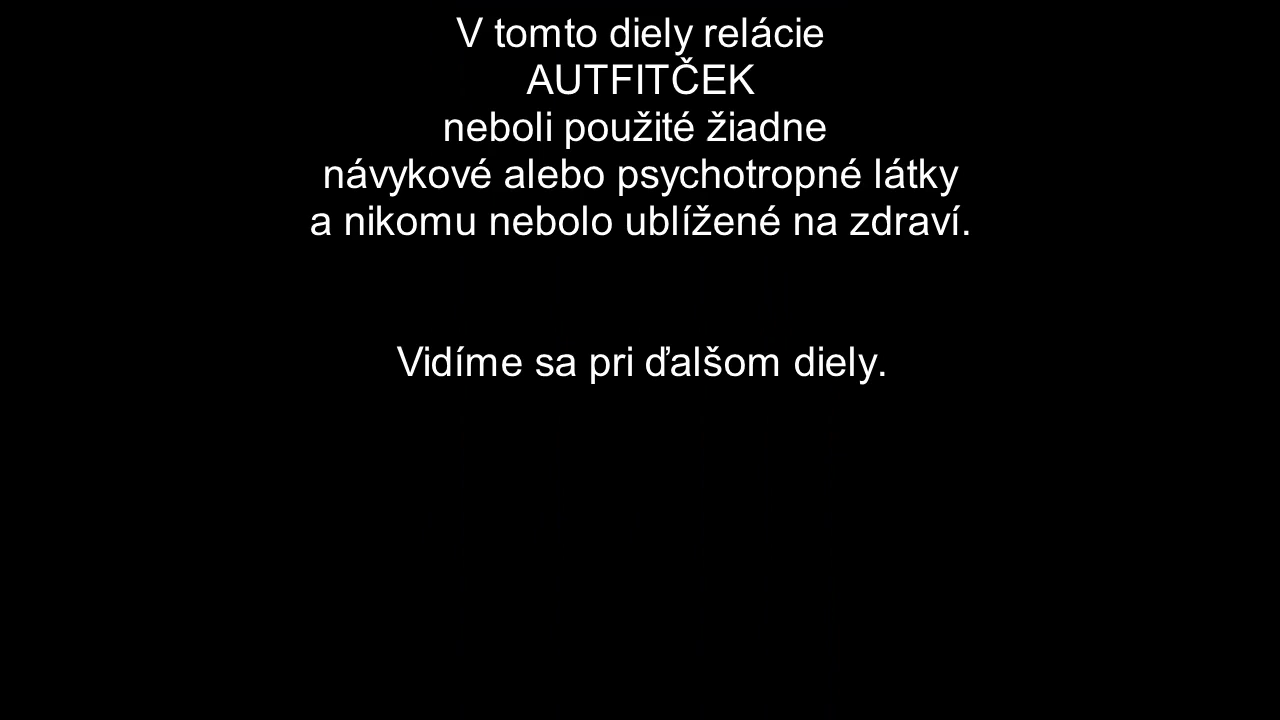 V tomto diely relácie
AUTFITČEK
neboli použité žiadne
návykové alebo psychotropné látky
a nikomu nebolo ublížené na zdraví.
Vidíme sa pri ďalšom diely.